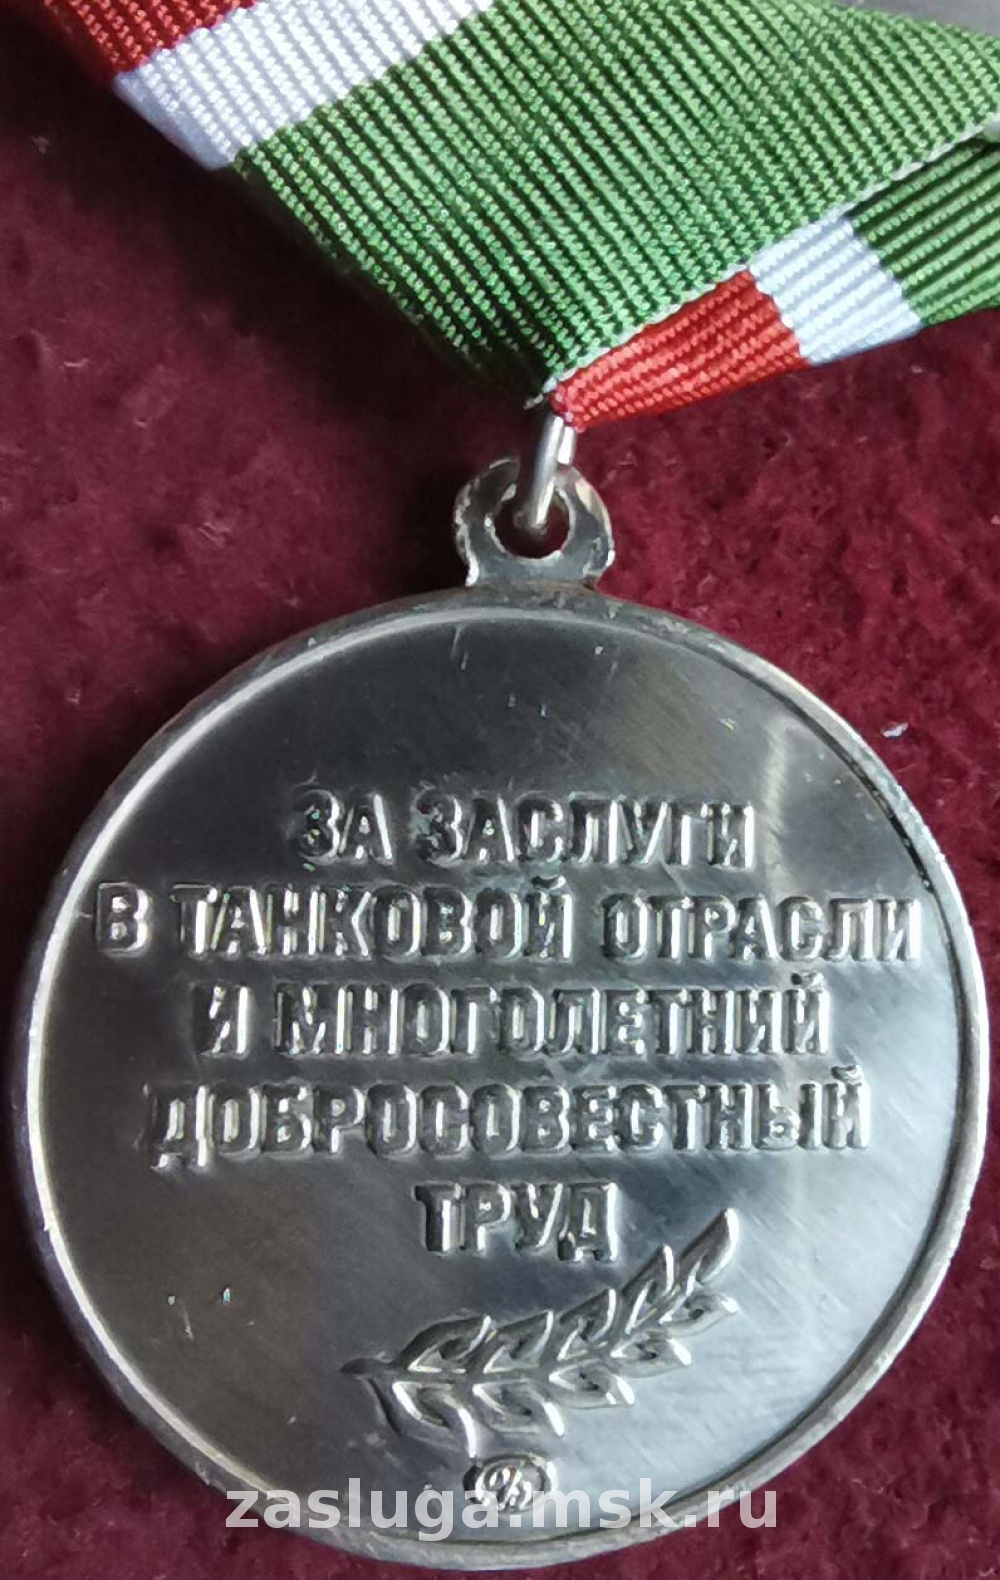 ЗА ЗАСЛУГИ
В ТАНКОВОЙ ОТРАСЛИ
И МНОГОЛЕТНИЙ
ДОБРОСОВЕСТНЫЙ
ТРУД
zasluga.msk.ru